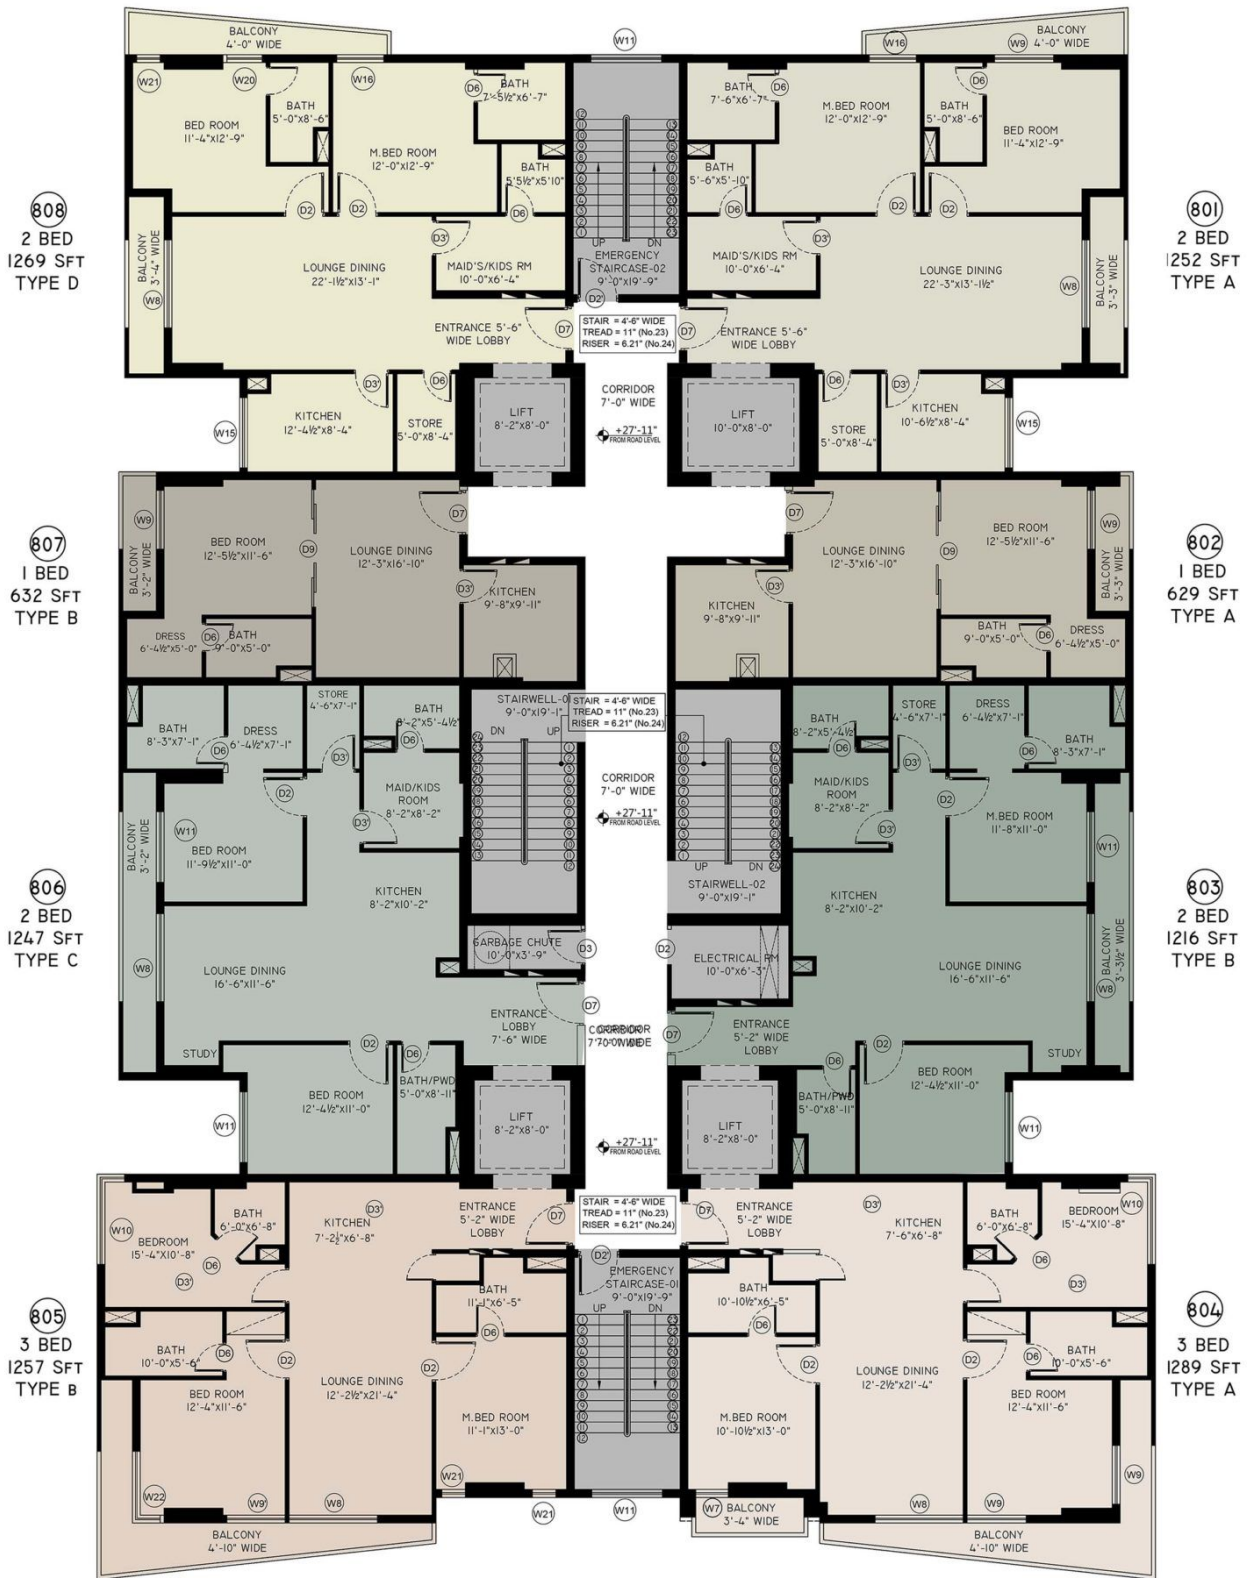 BALCONY
4'-0" WIDE
W11
BALCONY
4'-0" WIDE
W21
W20
W16
W16
W9
BED ROOM
11'-4"X12'-9"
BATH
5'-0"X8'-6"
M.BED ROOM
12'-0"X12'-9"
D6
BATH
7'-5½"X6'-7"
BATH
7'-6"X6'-7"
D6
M.BED ROOM
12'-0"X12'-9"
D6
BATH
5'-0"X8'-6"
BED ROOM
11'-4"X12'-9"
BATH
5'5½"X5'10"
BATH
5'-6"X5'-10"
D2
D2
D6
D6
D2
D2
808
2 BED
1269 SFT
TYPE D
801
2 BED
1252 SFT
TYPE A
BALCONY
3'-4" WIDE
W8
LOUNGE DINING
22'-1½"X13'-1"
D3'
MAID'S/KIDS RM
10'-0"X6'-4"
UP
DN
EMERGENCY
STAIRCASE-02
9'-0"X19'-9"
D2'
MAID'S/KIDS RM
10'-0"X6'-4"
D3'
LOUNGE DINING
22'-3"X13'-1½"
W8
BALCONY
3'-3" WIDE
ENTRANCE 5'-6"
WIDE LOBBY
D7
STAIR = 4'-6" WIDE
TREAD = 11" (No.23)
RISER = 6.21" (No.24)
D7
ENTRANCE 5'-6"
WIDE LOBBY
D3'
D6
D6
D3'
KITCHEN
12'-4½"X8'-4"
STORE
5'-0"X8'-4"
LIFT
8'-2"X8'-0"
CORRIDOR
7'-0" WIDE
+27'-11"
FROM ROAD LEVEL
LIFT
10'-0"X8'-0"
STORE
5'-0"X8'-4"
KITCHEN
10'-6½"X8'-4"
W15
W15
807
1 BED
632 SFT
TYPE B
802
1 BED
629 SFT
TYPE A
W9
BALCONY
3'-2" WIDE
BED ROOM
12'-5½"X11'-6"
D9
LOUNGE DINING
12'-3"X16'-10"
D7
D3'
KITCHEN
9'-8"X9'-11"
D7
LOUNGE DINING
12'-3"X16'-10"
D3'
KITCHEN
9'-8"X9'-11"
D9
BED ROOM
12'-5½"X11'-6"
W9
BALCONY
3'-3" WIDE
DRESS
6'-4½"X5'-0"
D6
BATH
9'-0"X5'-0"
BATH
9'-0"X5'-0"
D6
DRESS
6'-4½"X5'-0"
BATH
8'-3"X7'-1"
D6
DRESS
6'-4½"X7'-1"
STORE
4'-6"X7'-1"
D3'
BATH
8'-2"X5'-4½"
D6
STAIRWELL-01
9'-0"X19'-1"
DN
UP
STAIR = 4'-6" WIDE
TREAD = 11" (No.23)
RISER = 6.21" (No.24)
BATH
8'-2"X5'-4½"
D6
STORE
4'-6"X7'-1"
D3'
DRESS
6'-4½"X7'-1"
D6
BATH
8'-3"X7'-1"
D2
MAID/KIDS
ROOM
8'-2"X8'-2"
D3'
CORRIDOR
7'-0" WIDE
+27'-11"
FROM ROAD LEVEL
MAID/KIDS
ROOM
8'-2"X8'-2"
D3'
D2
M.BED ROOM
11'-8"X11'-0"
W11
BALCONY
3'-2" WIDE
W11
BED ROOM
11'-9½"X11'-0"
UP
DN
STAIRWELL-02
9'-0"X19'-1"
806
2 BED
1247 SFT
TYPE C
803
2 BED
1216 SFT
TYPE B
KITCHEN
8'-2"X10'-2"
KITCHEN
8'-2"X10'-2"
W8
LOUNGE DINING
16'-6"X11'-6"
GARBAGE CHUTE
10'-0"X3'-9"
D3
D2
ELECTRICAL RM
10'-0"X6'-3"
LOUNGE DINING
16'-6"X11'-6"
W8
BALCONY
3'-3½" WIDE
ENTRANCE
LOBBY
7'-6" WIDE
D7
CORRIDOR
7'-0" WIDE
D7
ENTRANCE
5'-2" WIDE
LOBBY
STUDY
D2
D6
D6
D2
STUDY
BED ROOM
12'-4½"X11'-0"
BATH/PWD
5'-0"X8'-11"
LIFT
8'-2"X8'-0"
LIFT
8'-2"X8'-0"
BATH/PWD
5'-0"X8'-11"
BED ROOM
12'-4½"X11'-0"
W11
W11
+27'-11"
FROM ROAD LEVEL
W10
BEDROOM
15'-4"X10'-8"
BATH
6'-0"X6'-8"
D6
D3'
D3'
KITCHEN
7'-2½"X6'-8"
ENTRANCE
5'-2" WIDE
LOBBY
D7
STAIR = 4'-6" WIDE
TREAD = 11" (No.23)
RISER = 6.21" (No.24)
D7
ENTRANCE
5'-2" WIDE
LOBBY
D3'
KITCHEN
7'-6"X6'-8"
BATH
6'-0"X6'-8"
BEDROOM
15'-4"X10'-8"
W10
D6
D3'
D2'
EMERGENCY
STAIRCASE-01
9'-0"X19'-9"
UP
DN
805
3 BED
1257 SFT
TYPE B
804
3 BED
1289 SFT
TYPE A
BATH
10'-0"X5'-6"
D6
D2
BATH
11'-1"X6'-5"
D6
BATH
10'-10½"X6'-5"
D6
D2
D2
D6
BATH
10'-0"X5'-6"
BED ROOM
12'-4"X11'-6"
LOUNGE DINING
12'-2½"X21'-4"
D2
M.BED ROOM
11'-1"X13'-0"
M.BED ROOM
10'-10½"X13'-0"
LOUNGE DINING
12'-2½"X21'-4"
BED ROOM
12'-4"X11'-6"
W22
W9'
W8
W21
W21
W11
W7
BALCONY
3'-4" WIDE
W8
W9
W9
BALCONY
4'-10" WIDE
BALCONY
4'-10" WIDE